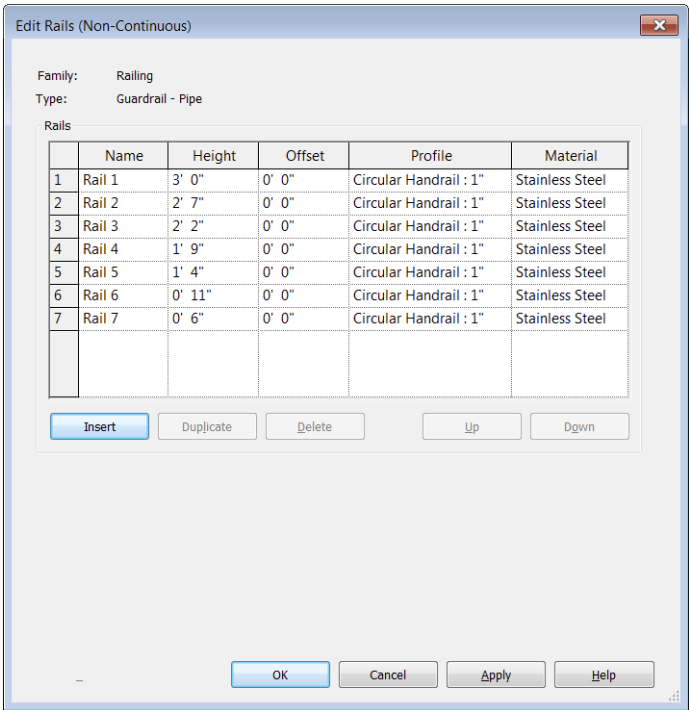 Edit Rails (Non-Continuous)
Family: Railing
Type: Guardrail - Pipe
Rails
Name Height Offset Profile Material
1 Rail 1 3' 0" 0' 0" Circular Handrail : 1" Stainless Steel
2 Rail 2 2' 7" 0' 0" Circular Handrail : 1" Stainless Steel
3 Rail 3 2' 2" 0' 0" Circular Handrail : 1" Stainless Steel
4 Rail 4 1' 9" 0' 0" Circular Handrail : 1" Stainless Steel
5 Rail 5 1' 4" 0' 0" Circular Handrail : 1" Stainless Steel
6 Rail 6 0' 11" 0' 0" Circular Handrail : 1" Stainless Steel
7 Rail 7 0' 6" 0' 0" Circular Handrail : 1" Stainless Steel
Insert Duplicate Delete Up Down
OK Cancel Apply Help